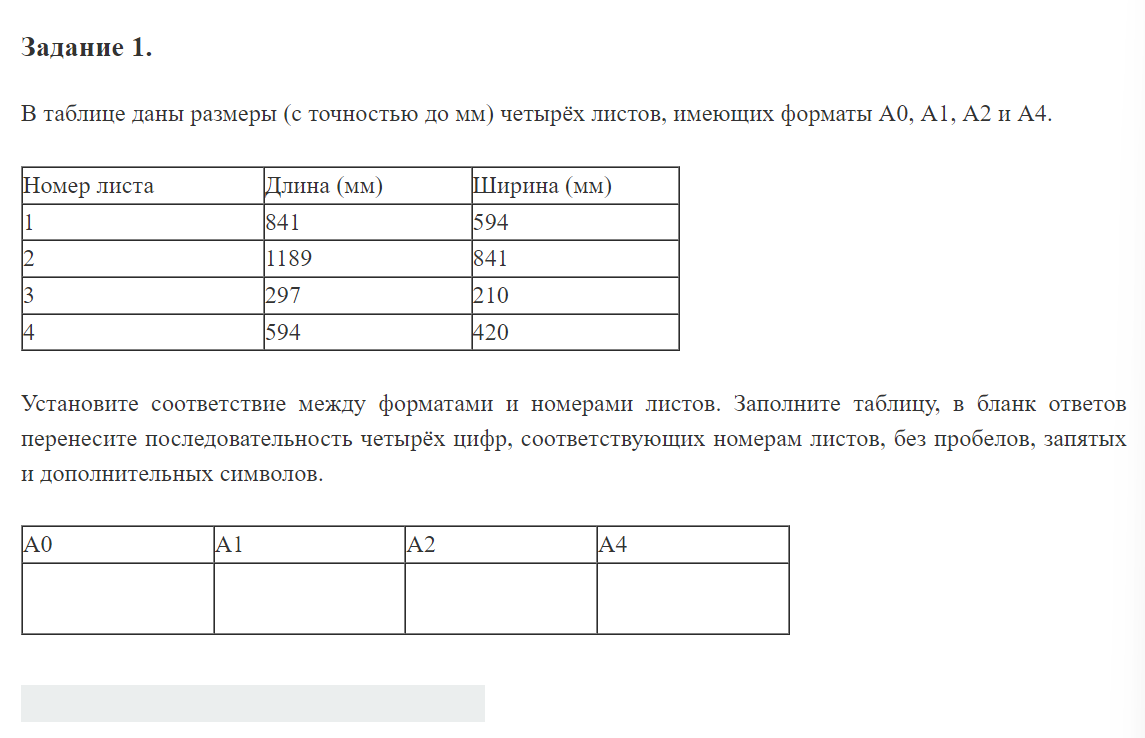 Задание 1.
В таблице даны размеры (с точностью до мм) четырёх листов, имеющих форматы А0, А1, А2 и А4.
Номер листа Длина (мм) Ширина (мм)
1 841 594
2 1189 841
3 297 210
4 594 420
Установите соответствие между форматами и номерами листов. Заполните таблицу, в бланк ответов
перенесите последовательность четырёх цифр, соответствующих номерам листов, без пробелов, запятых
и дополнительных символов.
А0 А1 А2 А4